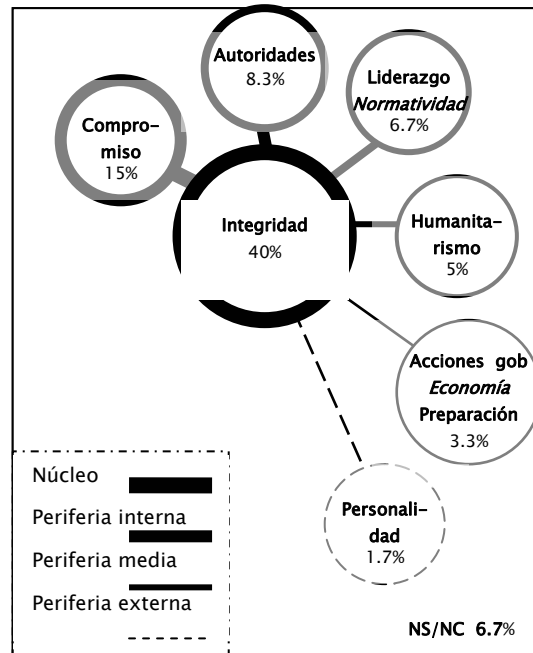 Autoridades
8.3%
Liderazgo
Normatividad
6.7%
Compro-
miso
15%
Integridad
40%
Humanita-
rismo
5%
Acciones gob
Economía
Preparación
3.3%
Personali-
dad
1.7%
Núcleo
Periferia interna
Periferia media
Periferia externa
NS/NC 6.7%